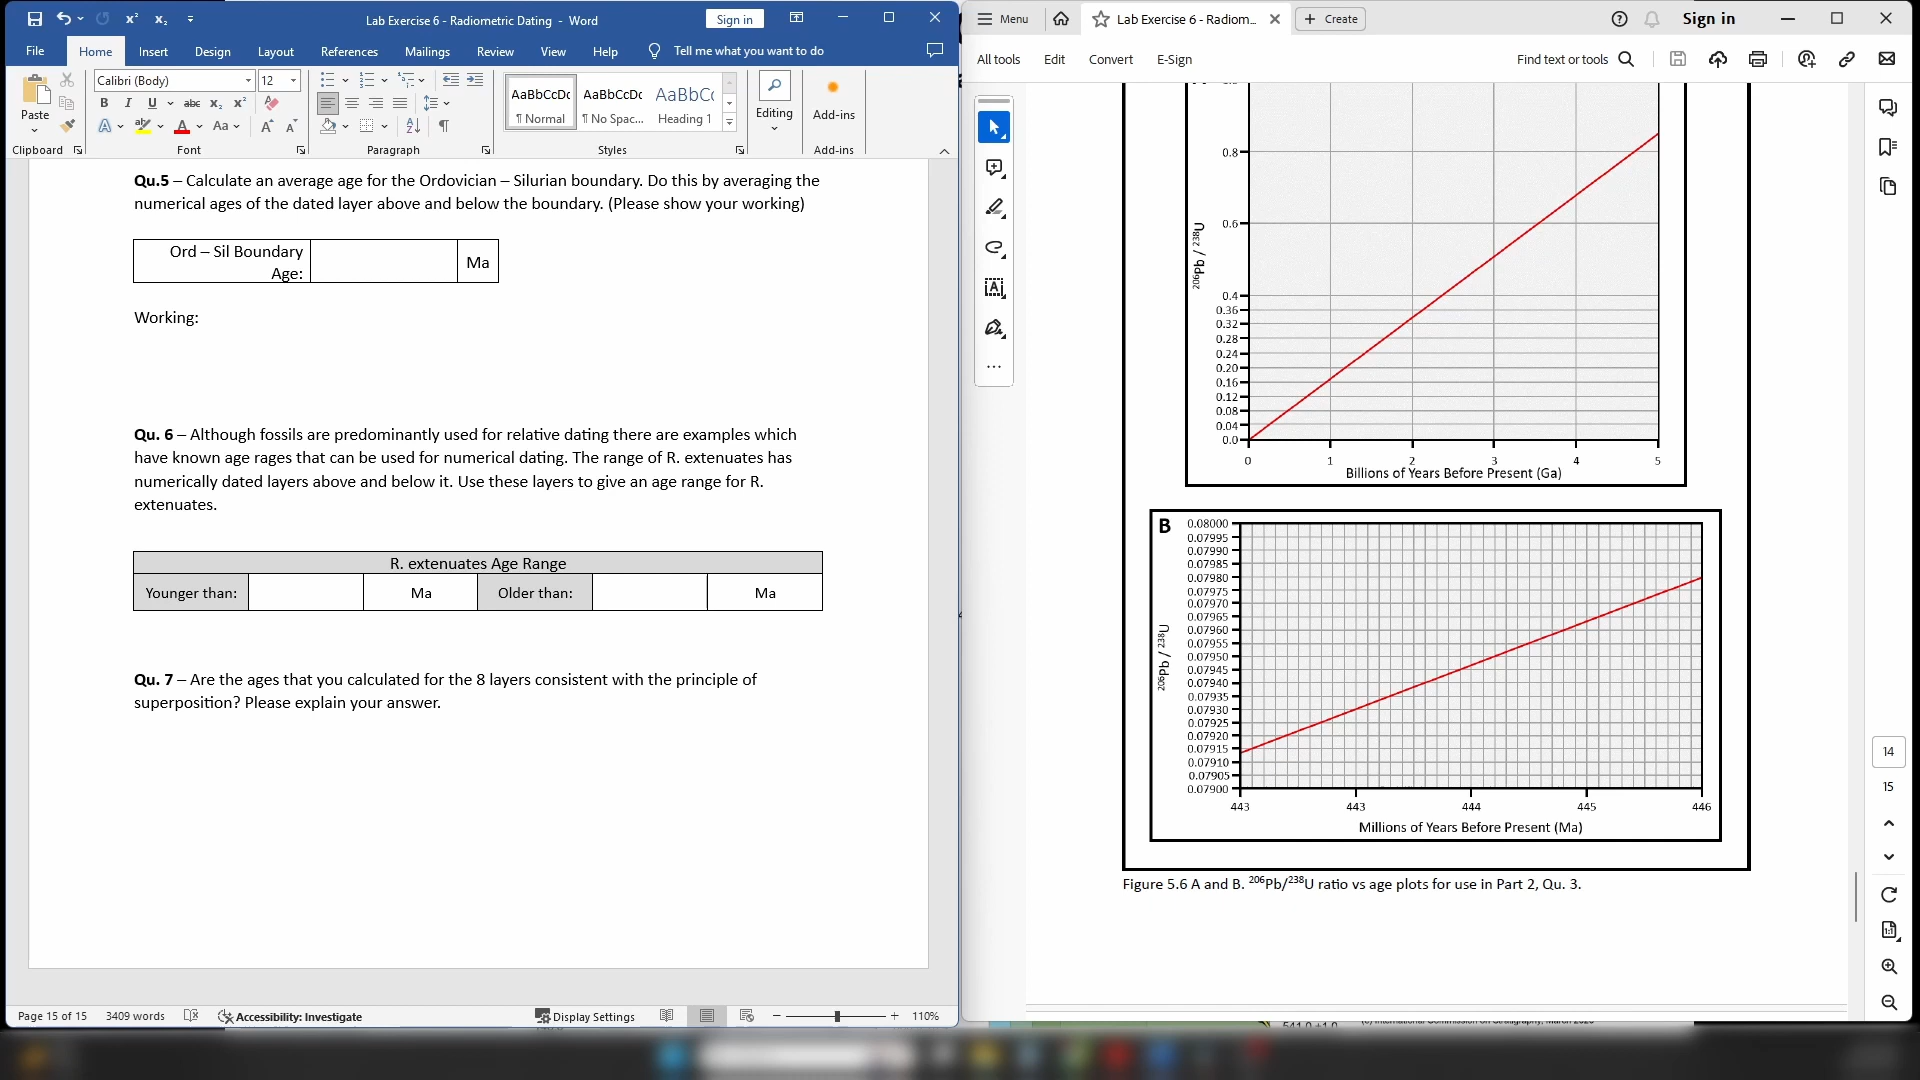 Lab Exercise 6 - Radiometric Dating - Word
Sign in
File Home Insert Design Layout References Mailings Review View Help Tell me what you want to do
Paste
Calibri (Body) 12
B I U abc x₂ x²
A Aa A A
AaBbCcDc AaBbCcDc AaBbCc
¶ Normal ¶ No Spac... Heading 1
Editing
Add-ins
Clipboard Font Paragraph Styles Add-ins
Qu.5 – Calculate an average age for the Ordovician – Silurian boundary. Do this by averaging the
numerical ages of the dated layer above and below the boundary. (Please show your working)
Ord – Sil Boundary
Age:
Ma
Working:
Qu. 6 – Although fossils are predominantly used for relative dating there are examples which
have known age rages that can be used for numerical dating. The range of R. extenuates has
numerically dated layers above and below it. Use these layers to give an age range for R.
extenuates.
R. extenuates Age Range
Younger than: Ma Older than: Ma
Qu. 7 – Are the ages that you calculated for the 8 layers consistent with the principle of
superposition? Please explain your answer.
Page 15 of 15 3409 words Accessibility: Investigate Display Settings 110%
Menu Lab Exercise 6 - Radiom... Create Sign in
All tools Edit Convert E-Sign Find text or tools
0.8
0.6
0.4
0.36
0.32
0.28
0.24
0.20
0.16
0.12
0.08
0.04
0.0
²⁰⁶Pb / ²³⁸U
0 1 2 3 4 5
Billions of Years Before Present (Ga)
B
0.08000
0.07995
0.07990
0.07985
0.07980
0.07975
0.07970
0.07965
0.07960
0.07955
0.07950
0.07945
0.07940
0.07935
0.07930
0.07925
0.07920
0.07915
0.07910
0.07905
0.07900
²⁰⁶Pb / ²³⁸U
443 443 444 445 446
Millions of Years Before Present (Ma)
Figure 5.6 A and B. ²⁰⁶Pb/²³⁸U ratio vs age plots for use in Part 2, Qu. 3.
14
15